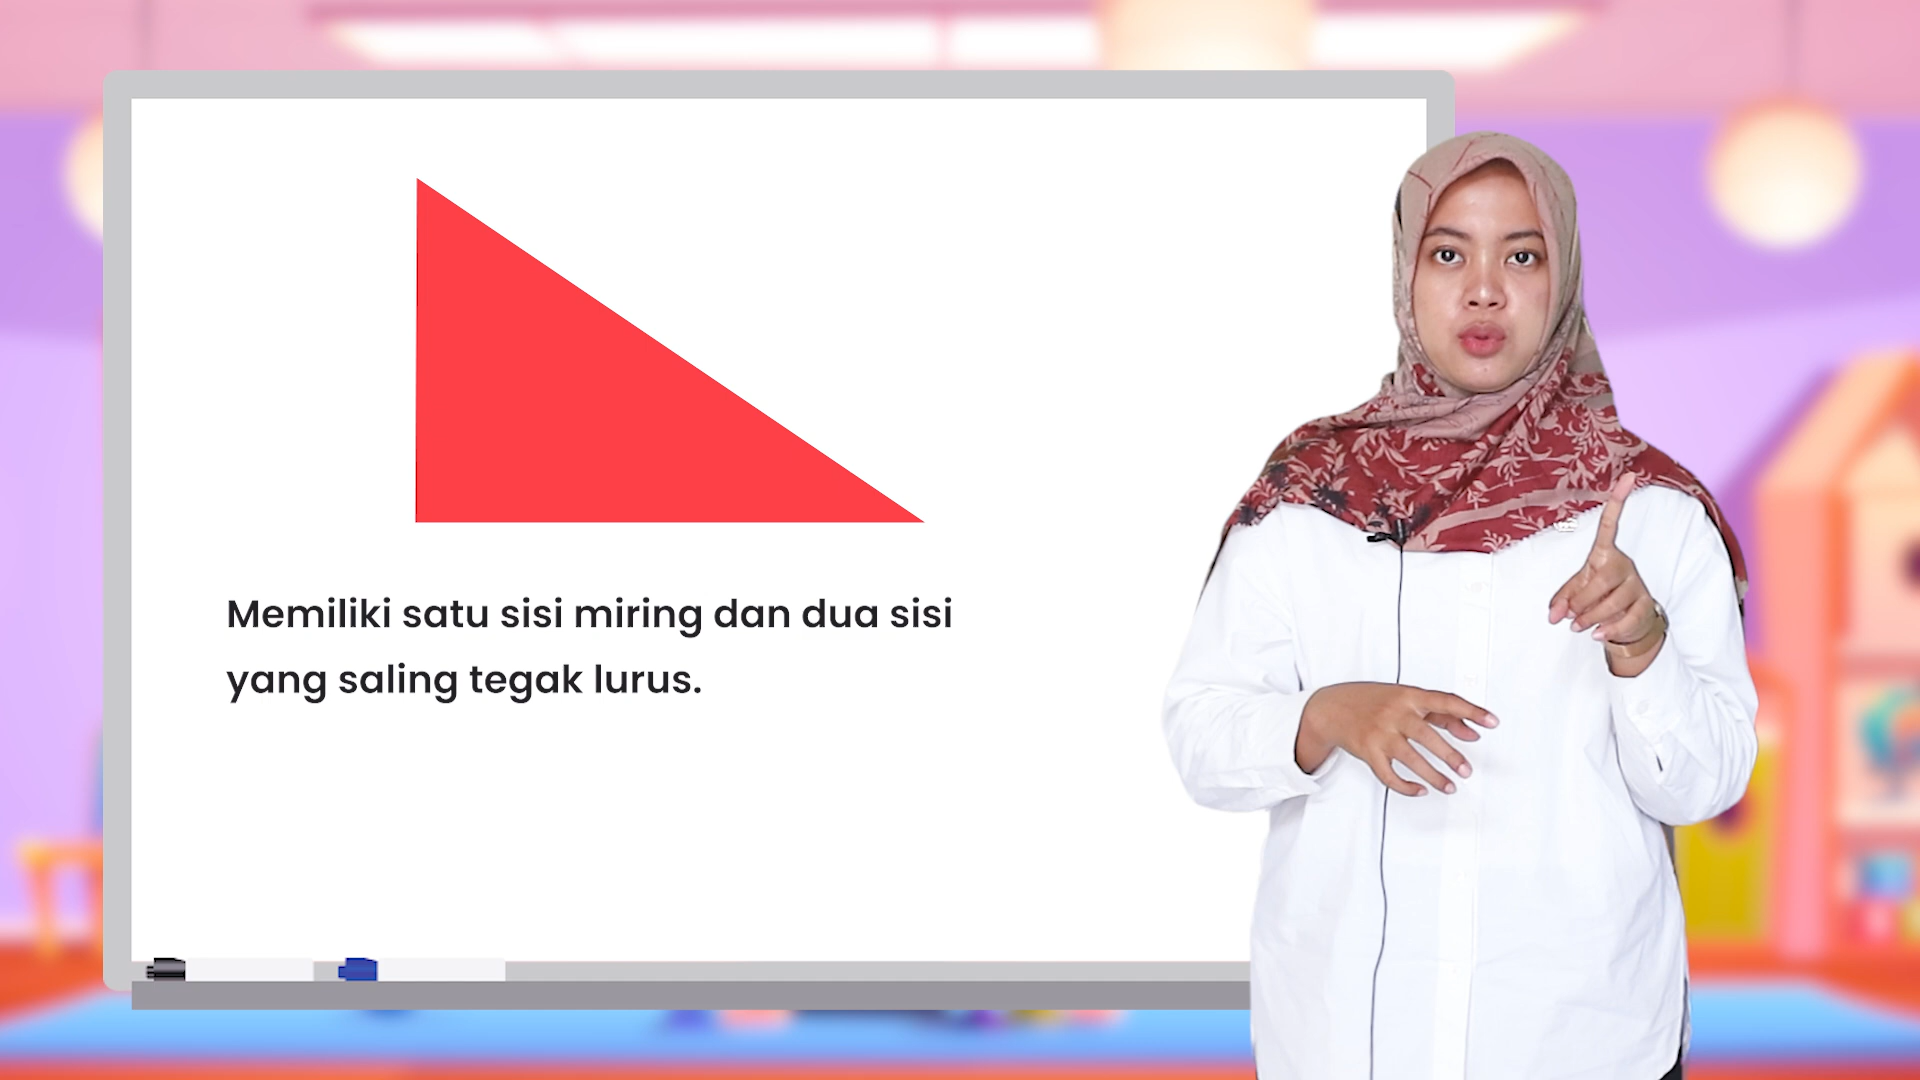 Memiliki satu sisi miring dan dua sisi
yang saling tegak lurus.